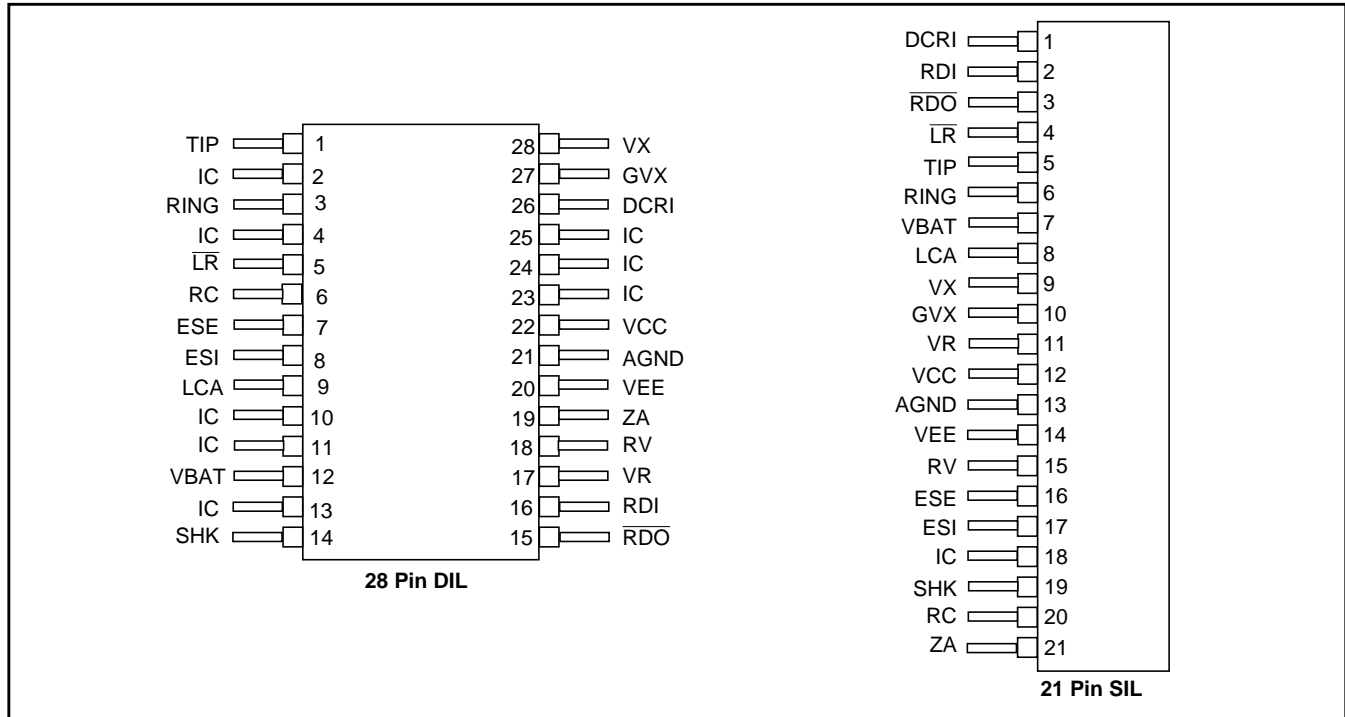 TIP 1
IC 2
RING 3
IC 4
L̅R̅ 5
RC 6
ESE 7
ESI 8
LCA 9
IC 10
IC 11
VBAT 12
IC 13
SHK 14
28 VX
27 GVX
26 DCRI
25 IC
24 IC
23 IC
22 VCC
21 AGND
20 VEE
19 ZA
18 RV
17 VR
16 RDI
15 R̅D̅O̅
28 Pin DIL
DCRI 1
RDI 2
R̅D̅O̅ 3
L̅R̅ 4
TIP 5
RING 6
VBAT 7
LCA 8
VX 9
GVX 10
VR 11
VCC 12
AGND 13
VEE 14
RV 15
ESE 16
ESI 17
IC 18
SHK 19
RC 20
ZA 21
21 Pin SIL